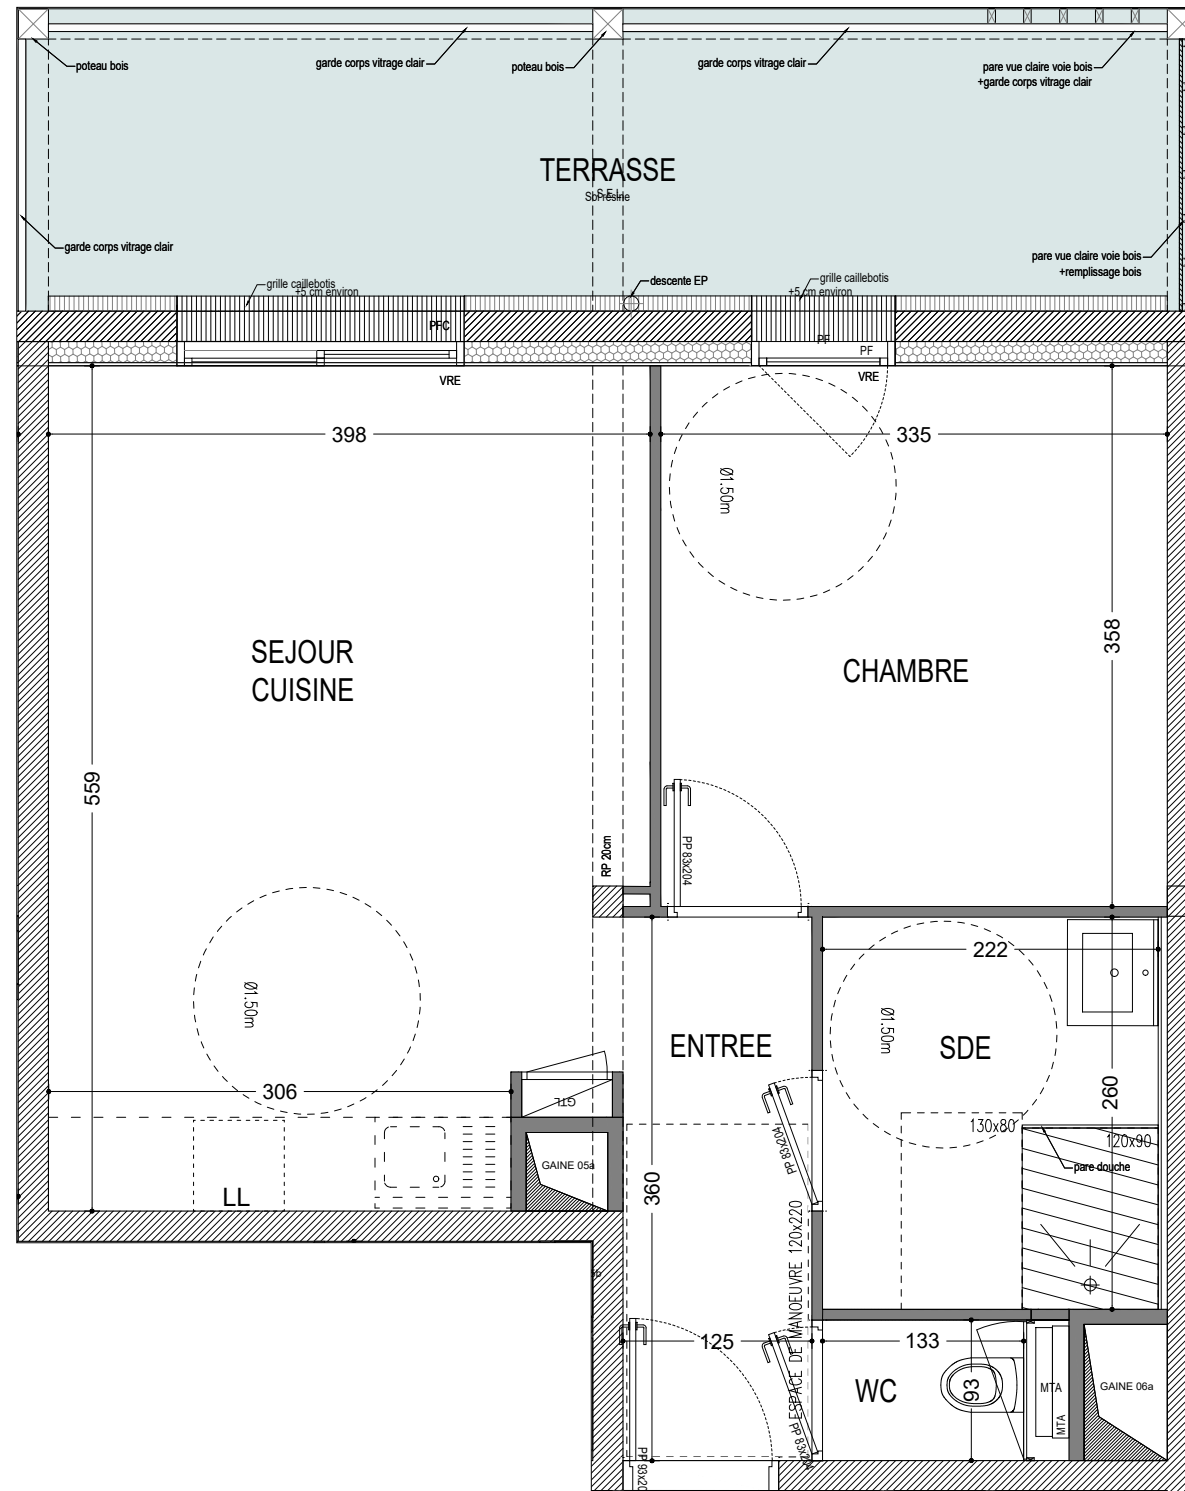 poteau bois
garde corps vitrage clair
poteau bois
garde corps vitrage clair
pare vue claire voie bois
+garde corps vitrage clair
TERRASSE
garde corps vitrage clair
pare vue claire voie bois
+remplissage bois
grille caillebotis
+5 cm environ
descente EP
grille caillebotis
+5 cm environ
PFC
PF
PF
VRE
VRE
398
335
Ø1.50m
SEJOUR
CUISINE
CHAMBRE
358
559
RP 20cm
PP 83x204
222
Ø1.50m
Ø1.50m
ENTREE
SDE
306
GTL
260
130x80
120x90
PP 83x204
pare douche
GAINE 05a
LL
360
ESPACE DE MANOEUVRE 120x220
125
133
WC
93
MTA
MTA
GAINE 06a
PP 83x204
PP 93x20